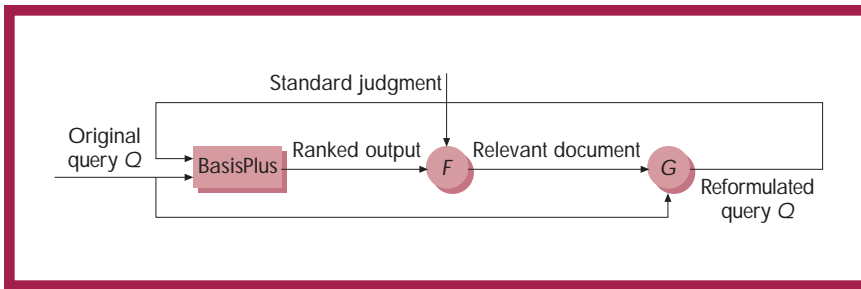 Standard judgment
Original
query Q
BasisPlus
Ranked output
F
Relevant document
G
Reformulated
query Q